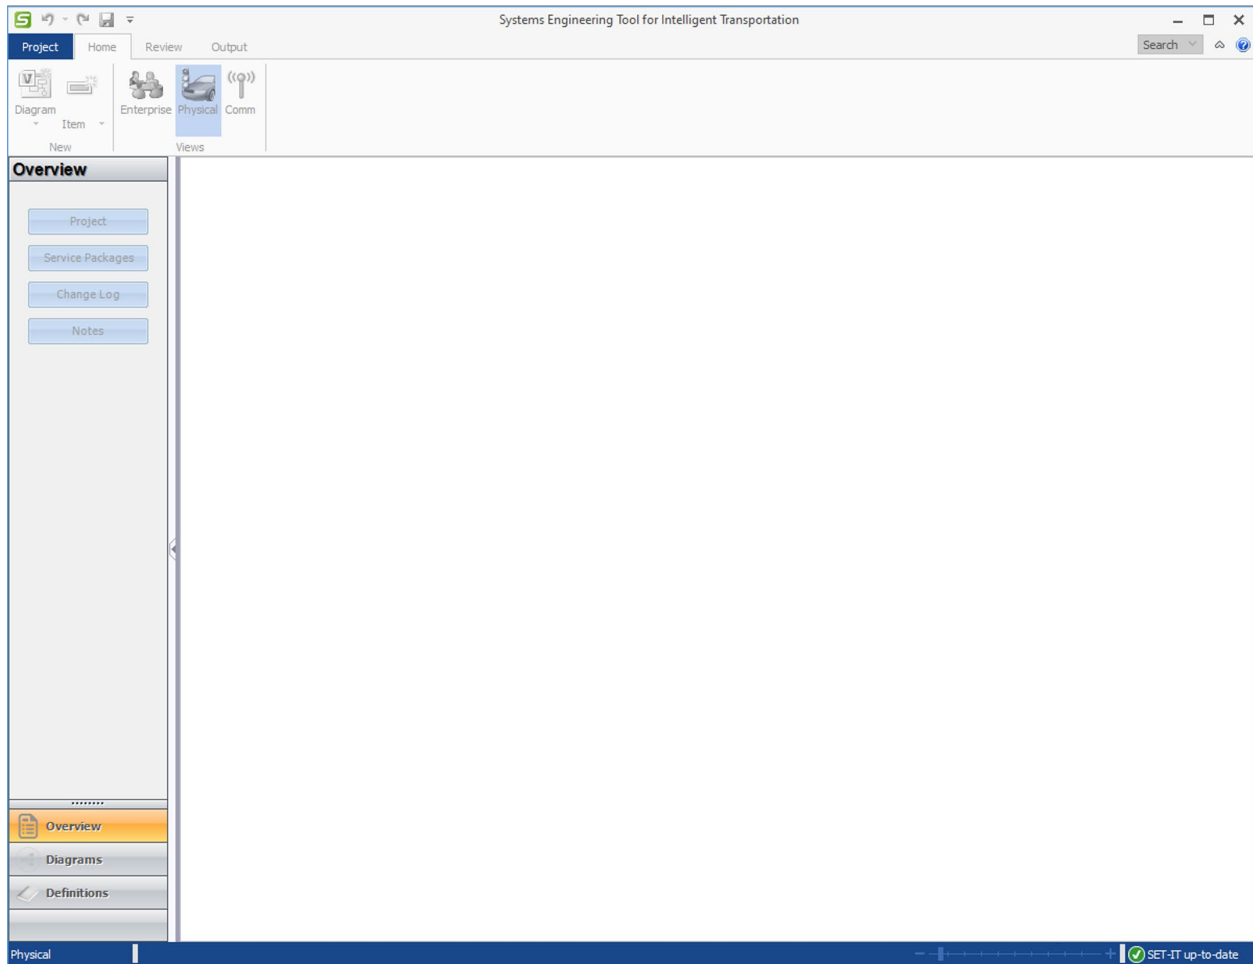 Systems Engineering Tool for Intelligent Transportation
Project Home Review Output Search
Diagram Item Enterprise Physical Comm
New Views
Overview
Project
Service Packages
Change Log
Notes
Overview
Diagrams
Definitions
Physical SET-IT up-to-date